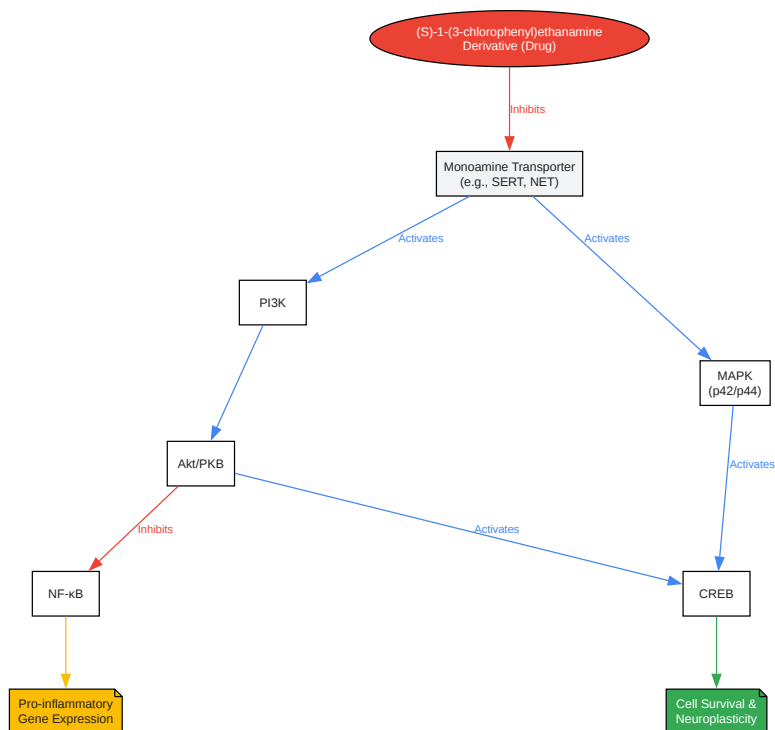 (S)-1-(3-chlorophenyl)ethanamine
Derivative (Drug)
Inhibits
Monoamine Transporter
(e.g., SERT, NET)
Activates
Activates
PI3K
MAPK
(p42/p44)
Akt/PKB
Activates
Inhibits
Activates
NF-κB
CREB
Pro-inflammatory
Gene Expression
Cell Survival &
Neuroplasticity